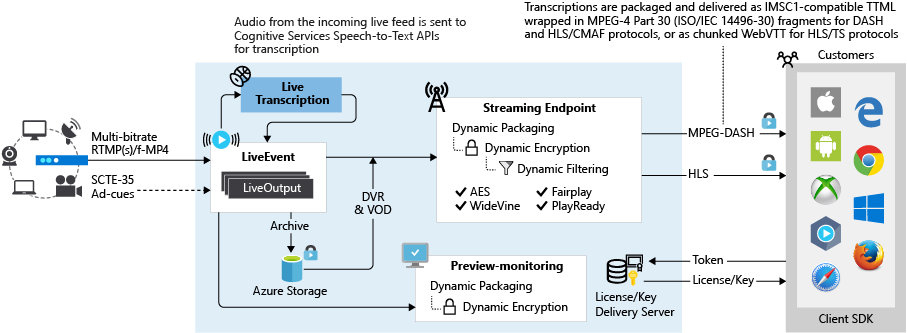 Audio from the incoming live feed is sent to
Cognitive Services Speech-to-Text APIs
for transcription
Transcriptions are packaged and delivered as IMSC1-compatible TTML
wrapped in MPEG-4 Part 30 (ISO/IEC 14496-30) fragments for DASH
and HLS/CMAF protocols, or as chunked WebVTT for HLS/TS protocols
Customers
Live
Transcription
Multi-bitrate
RTMP(s)/f-MP4
SCTE-35
Ad-cues
LiveEvent
LiveOutput
Archive
Azure Storage
DVR
& VOD
Streaming Endpoint
Dynamic Packaging
Dynamic Encryption
Dynamic Filtering
AES
Fairplay
WideVine
PlayReady
MPEG-DASH
HLS
Preview-monitoring
Dynamic Packaging
Dynamic Encryption
License/Key
Delivery Server
Token
License/Key
Client SDK